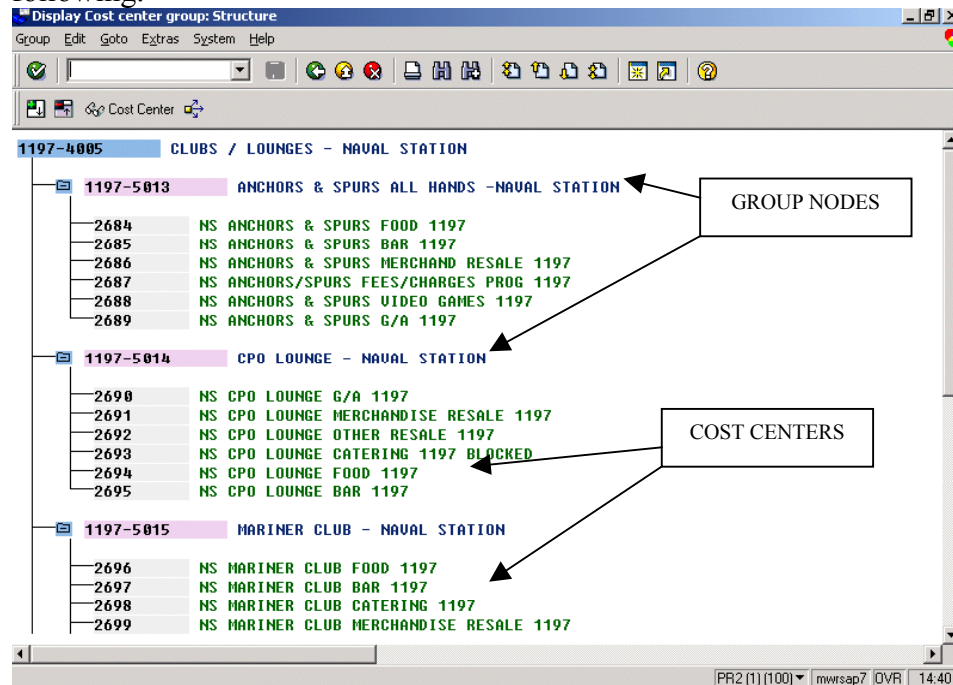 following:
Display Cost center group: Structure
Group Edit Goto Extras System Help
Cost Center
1197-4005 CLUBS / LOUNGES - NAVAL STATION
1197-5013 ANCHORS & SPURS ALL HANDS -NAVAL STATION
GROUP NODES
2684 NS ANCHORS & SPURS FOOD 1197
2685 NS ANCHORS & SPURS BAR 1197
2686 NS ANCHORS & SPURS MERCHAND RESALE 1197
2687 NS ANCHORS/SPURS FEES/CHARGES PROG 1197
2688 NS ANCHORS & SPURS VIDEO GAMES 1197
2689 NS ANCHORS & SPURS G/A 1197
1197-5014 CPO LOUNGE - NAVAL STATION
2690 NS CPO LOUNGE G/A 1197
2691 NS CPO LOUNGE MERCHANDISE RESALE 1197
2692 NS CPO LOUNGE OTHER RESALE 1197
COST CENTERS
2693 NS CPO LOUNGE CATERING 1197 BLOCKED
2694 NS CPO LOUNGE FOOD 1197
2695 NS CPO LOUNGE BAR 1197
1197-5015 MARINER CLUB - NAVAL STATION
2696 NS MARINER CLUB FOOD 1197
2697 NS MARINER CLUB BAR 1197
2698 NS MARINER CLUB CATERING 1197
2699 NS MARINER CLUB MERCHANDISE RESALE 1197
PR2 (1) (100) mwrsap7 OVR 14:40